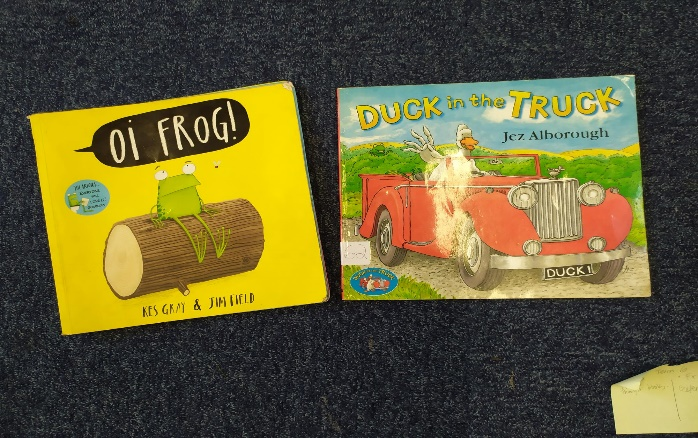 Oi FROG!
KES GRAY & JIM FIELD
DUCK in the TRUCK
Jez Alborough
DUCK 1